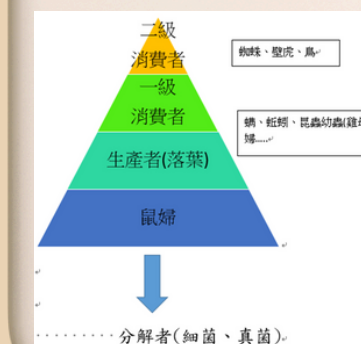 二級
消費者
一級
消費者
生產者(落葉)
鼠婦
蜘蛛、壁虎、鳥
蚯蚓、昆蟲幼蟲(雞
婦.....
分解者(細菌、真菌)